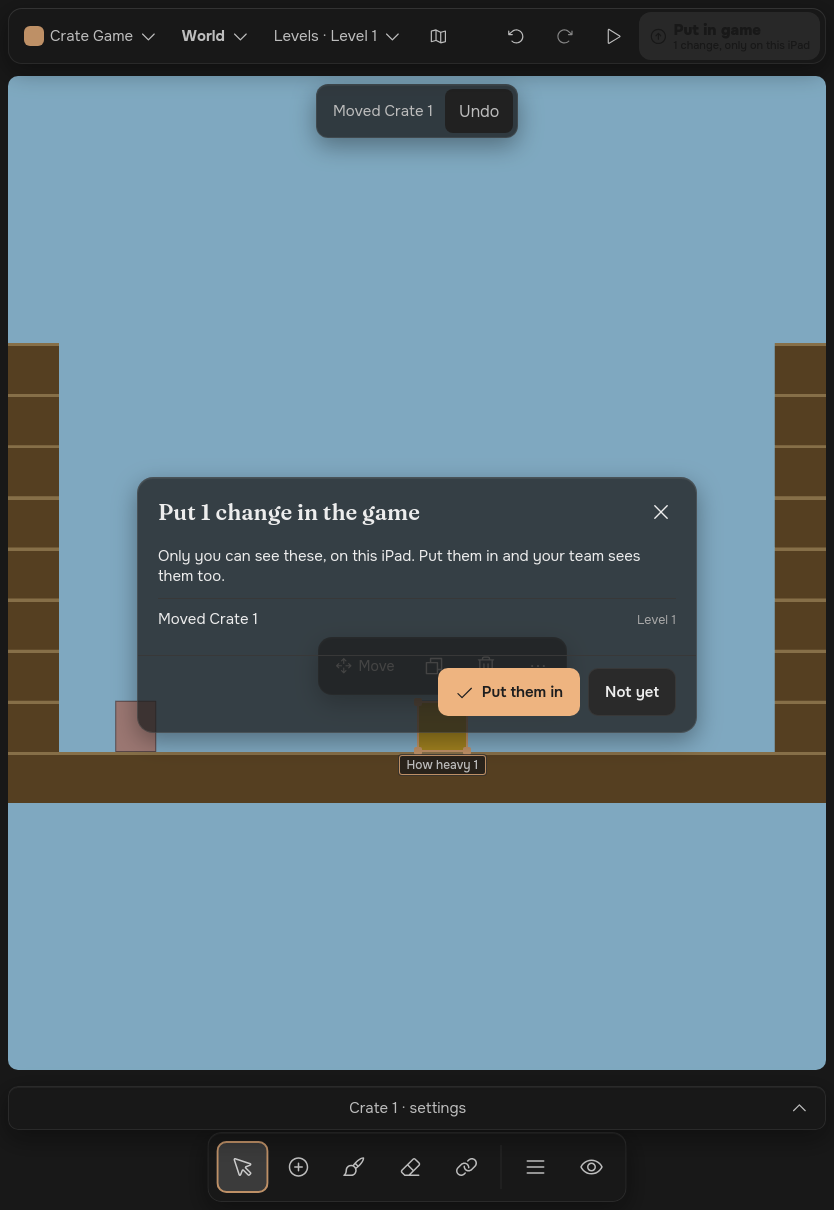 Crate Game
World
Levels · Level 1
Put in game
1 change, only on this iPad
Moved Crate 1
Undo
Put 1 change in the game
Only you can see these, on this iPad. Put them in and your team sees
them too.
Moved Crate 1
Level 1
Move
Put them in
Not yet
How heavy 1
Crate 1 · settings